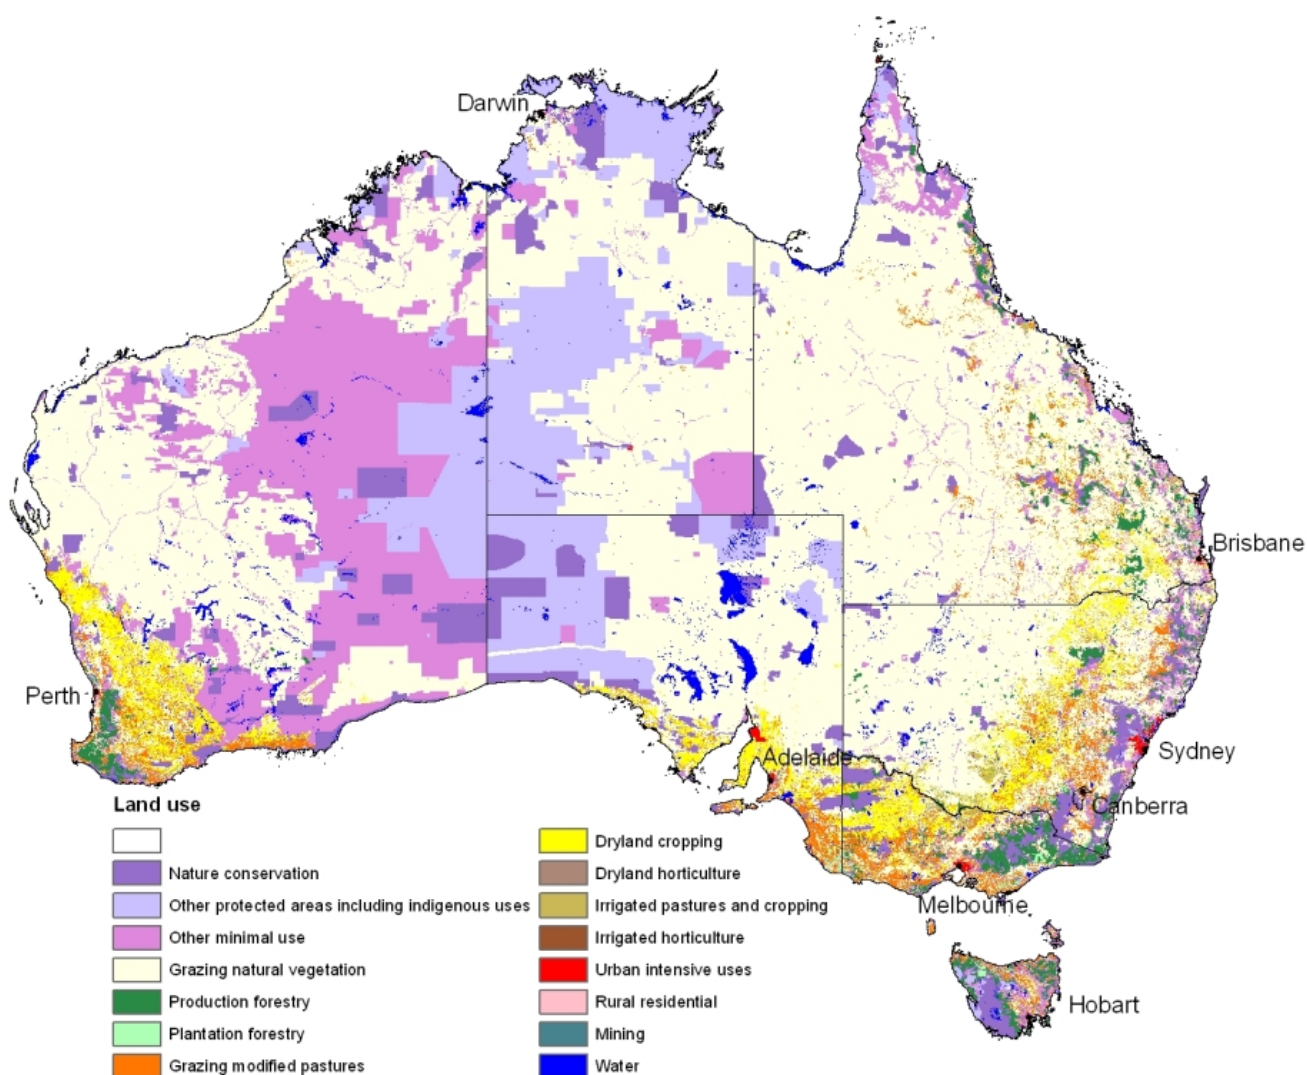 Darwin
Brisbane
Perth
Adelaide
Sydney
Canberra
Melbourne
Hobart
Land use
Nature conservation
Other protected areas including indigenous uses
Other minimal use
Grazing natural vegetation
Production forestry
Plantation forestry
Grazing modified pastures
Dryland cropping
Dryland horticulture
Irrigated pastures and cropping
Irrigated horticulture
Urban intensive uses
Rural residential
Mining
Water